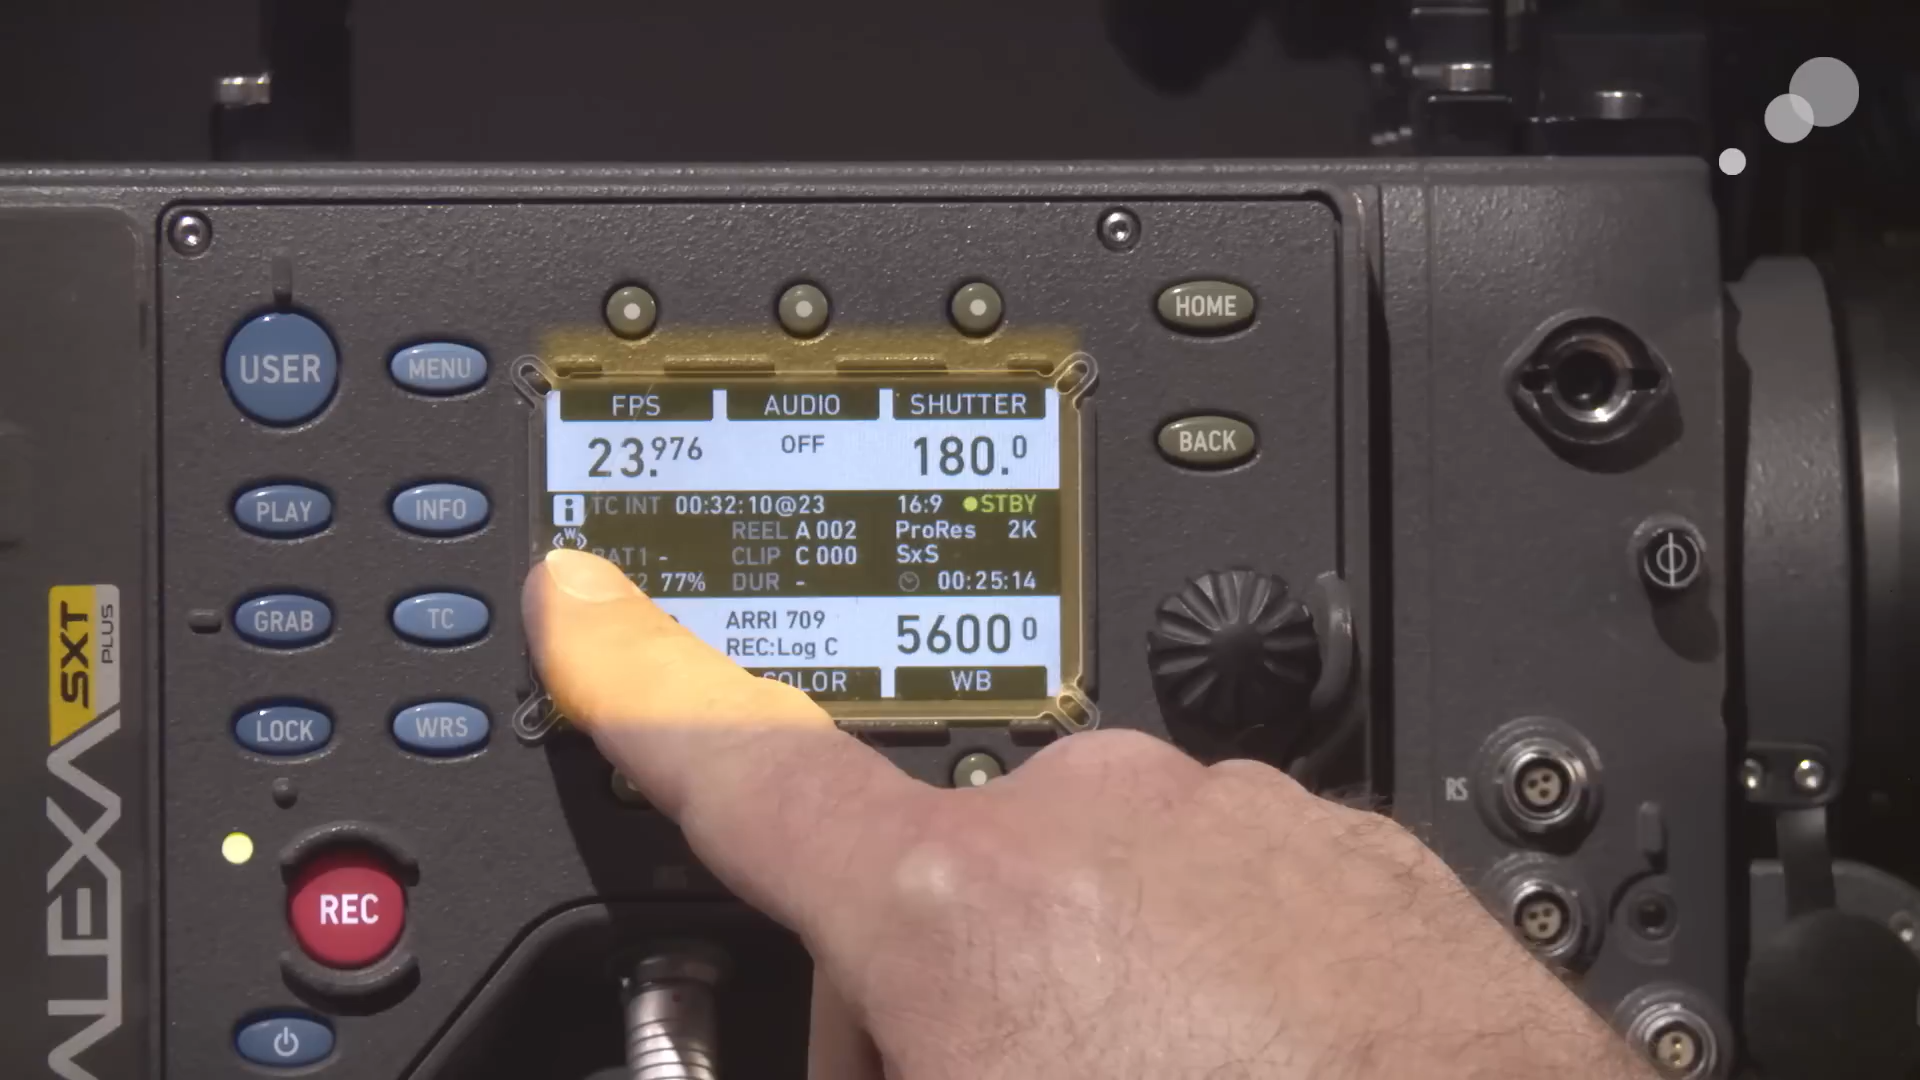 HOME
USER
MENU
FPS AUDIO SHUTTER
23.976 OFF 180.0
BACK
PLAY
INFO
i TC INT 00:32:10@23 16:9 STBY
W REEL A 002 ProRes 2K
BAT1 - CLIP C 000 SxS
2 77% DUR - 00:25:14
GRAB
TC
ARRI 709 5600 0
REC:Log C
COLOR WB
LOCK
WRS
RS
REC
ALEXA SXT PLUS